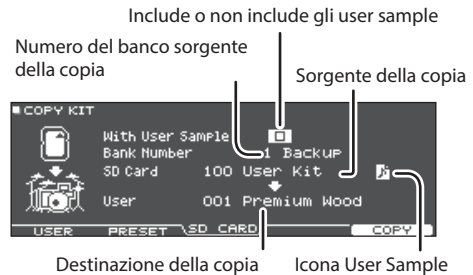 Include o non include gli user sample
Numero del banco sorgente
della copia
Sorgente della copia
COPY KIT
With User Sample
Bank Number 1 Backup
SD Card 100 User Kit
User 001 Premium Wood
USER PRESET SD CARD COPY
Destinazione della copia
Icona User Sample